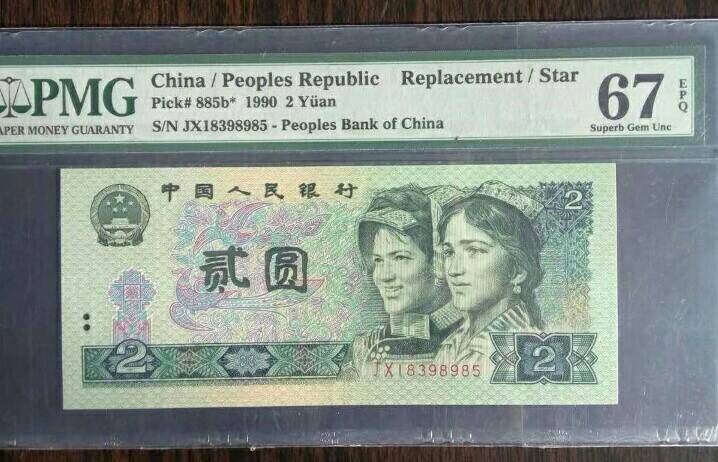 PMG
PAPER MONEY GUARANTY
China / Peoples Republic Replacement / Star
Pick# 885b* 1990 2 Yüan
S/N JX18398985 - Peoples Bank of China
67 EPQ
Superb Gem Unc
中国人民银行
2
贰圆
2
2
JX18398985